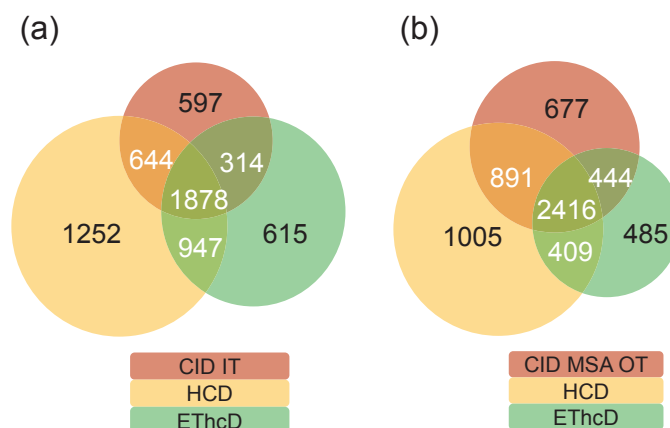 (a)
(b)
597
644
314
1878
1252
615
947
CID IT
HCD
EThcD
677
891
444
2416
1005
485
409
CID MSA OT
HCD
EThcD